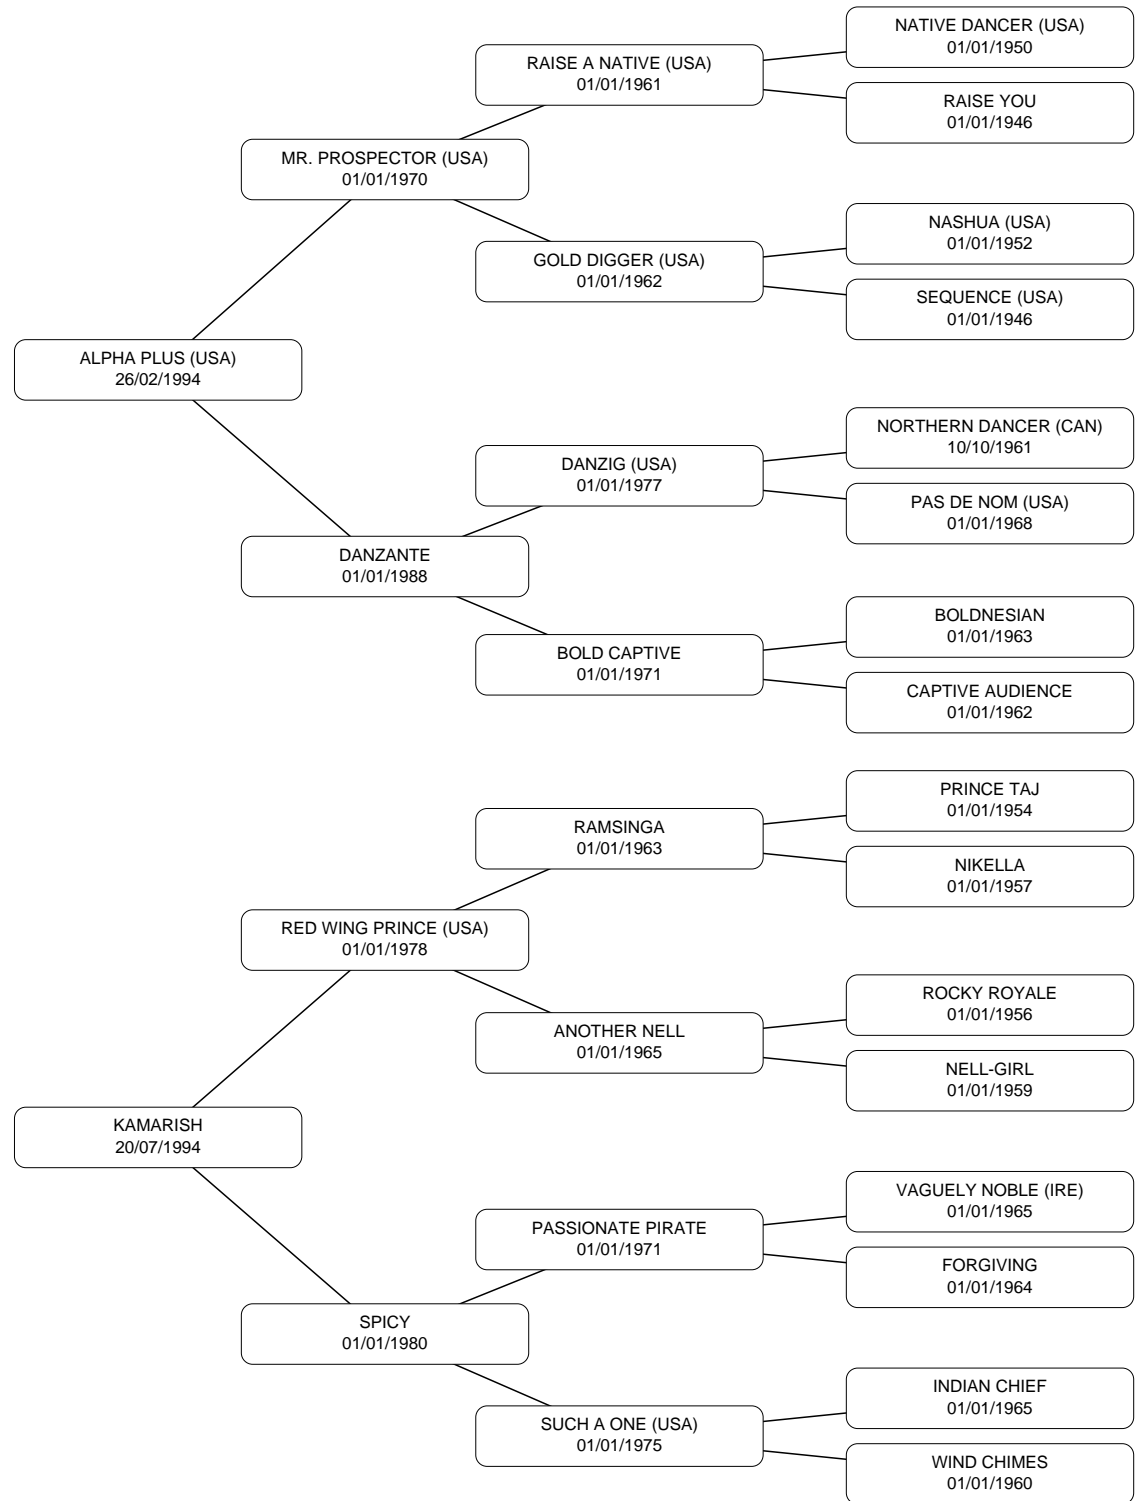 NATIVE DANCER (USA)
01/01/1950
RAISE A NATIVE (USA)
01/01/1961
RAISE YOU
01/01/1946
MR. PROSPECTOR (USA)
01/01/1970
NASHUA (USA)
01/01/1952
GOLD DIGGER (USA)
01/01/1962
SEQUENCE (USA)
01/01/1946
ALPHA PLUS (USA)
26/02/1994
NORTHERN DANCER (CAN)
10/10/1961
DANZIG (USA)
01/01/1977
PAS DE NOM (USA)
01/01/1968
DANZANTE
01/01/1988
BOLDNESIAN
01/01/1963
BOLD CAPTIVE
01/01/1971
CAPTIVE AUDIENCE
01/01/1962
PRINCE TAJ
01/01/1954
RAMSINGA
01/01/1963
NIKELLA
01/01/1957
RED WING PRINCE (USA)
01/01/1978
ROCKY ROYALE
01/01/1956
ANOTHER NELL
01/01/1965
NELL-GIRL
01/01/1959
KAMARISH
20/07/1994
VAGUELY NOBLE (IRE)
01/01/1965
PASSIONATE PIRATE
01/01/1971
FORGIVING
01/01/1964
SPICY
01/01/1980
INDIAN CHIEF
01/01/1965
SUCH A ONE (USA)
01/01/1975
WIND CHIMES
01/01/1960